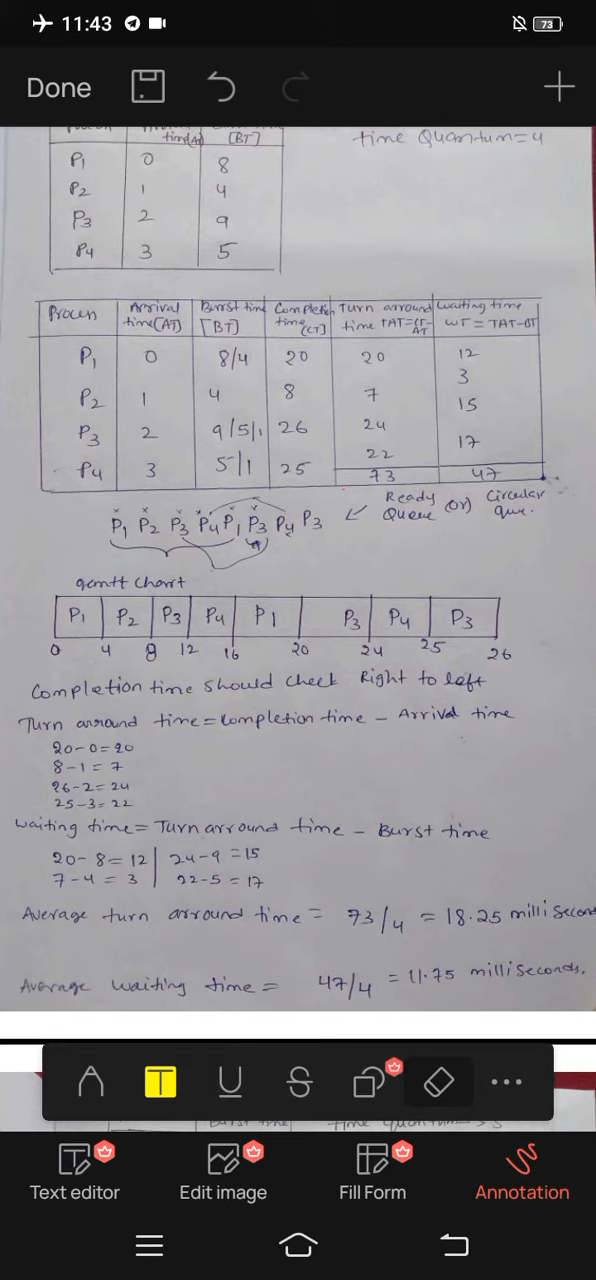 11:43
73
Done
time(AT) [BT] time Quantum=4
P1 0 8
P2 1 4
P3 2 9
P4 3 5
Procen Arrival time[AT] Burst time [BT] Completion time(CT) Turn arround time TAT=CT-AT Waiting time WT = TAT-BT
P1 0 8/4 20 20 12
P2 1 4 8 7 3
P3 2 9/5/1 26 24 15
P4 3 5/1 25 22 17
73 47
P1 P2 P3 P4 P1 P3 P4 P3 Ready Queue (or) Circular que.
gantt chart
P1 P2 P3 P4 P1 P3 P4 P3
0 4 8 12 16 20 24 25 26
Completion time should check Right to left
Turn arround time = Completion time - Arrival time
20-0=20
8-1=7
26-2=24
25-3=22
Waiting time = Turn arround time - Burst time
20-8=12 | 24-9=15
7-4=3 | 22-5=17
Average turn arround time = 73/4 = 18.25 milli Second
Average waiting time = 47/4 = 11.75 milliseconds.
T
U
S
Burst time
Text editor
Edit image
Fill Form
Annotation